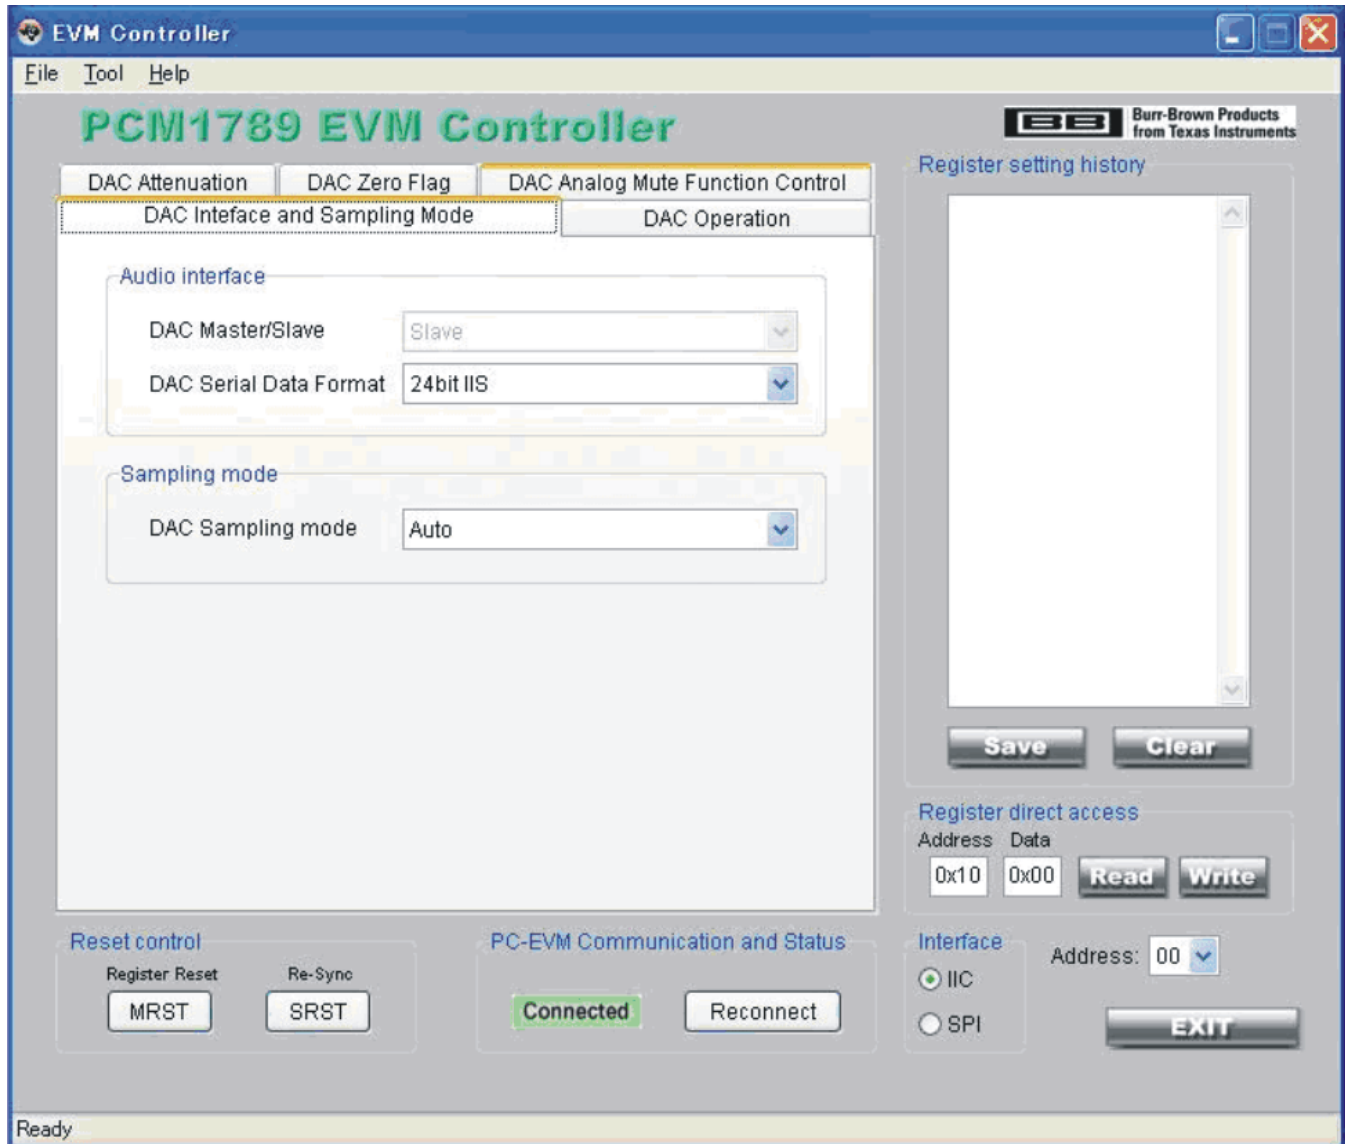 EVM Controller
File Tool Help
PCM1789 EVM Controller
BB Burr-Brown Products
from Texas Instruments
DAC Attenuation DAC Zero Flag DAC Analog Mute Function Control
DAC Inteface and Sampling Mode DAC Operation
Audio interface
DAC Master/Slave Slave
DAC Serial Data Format 24bit IIS
Sampling mode
DAC Sampling mode Auto
Register setting history
Save Clear
Register direct access
Address Data
0x10 0x00 Read Write
Reset control
Register Reset Re-Sync
MRST SRST
PC-EVM Communication and Status
Connected Reconnect
Interface
IIC
SPI
Address: 00
EXIT
Ready